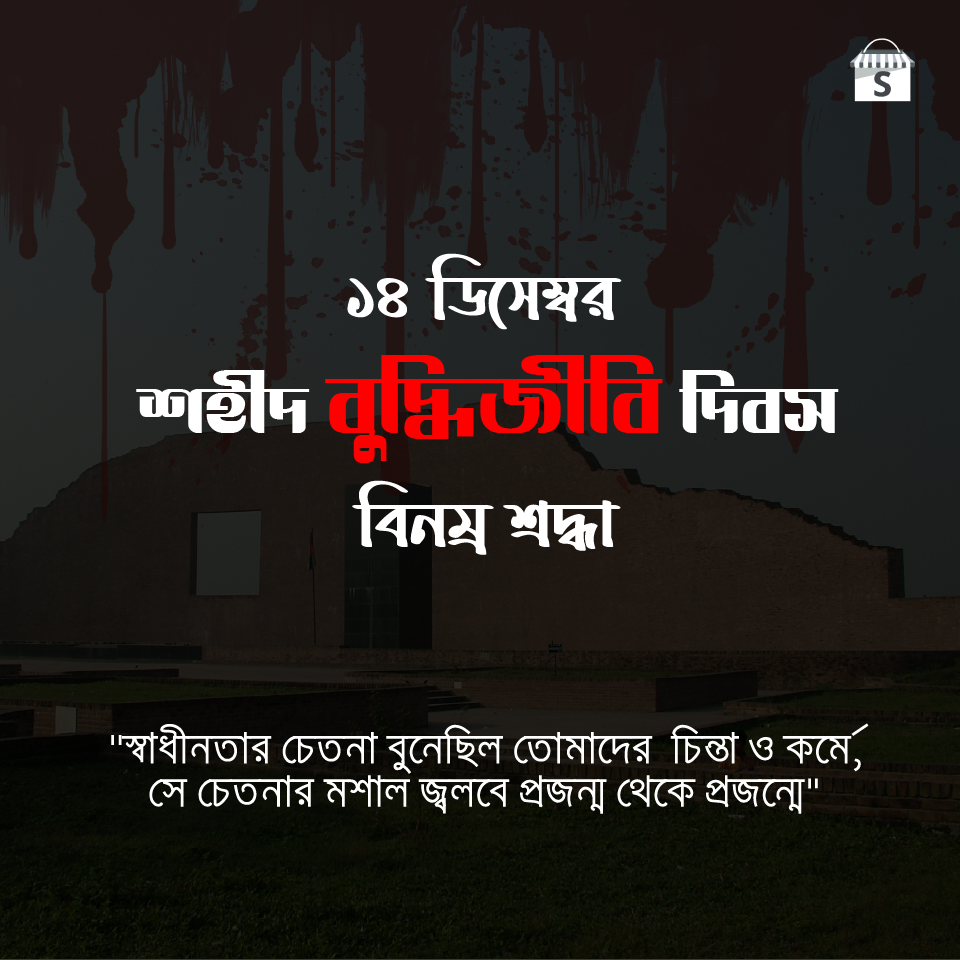 S
১৪ ডিসেম্বর
শহীদ বুদ্ধিজীবি দিবস
বিনম্র শ্রদ্ধা
"স্বাধীনতার চেতনা বুনেছিল তোমাদের চিন্তা ও কর্মে,
সে চেতনার মশাল জ্বলবে প্রজন্ম থেকে প্রজন্মে"